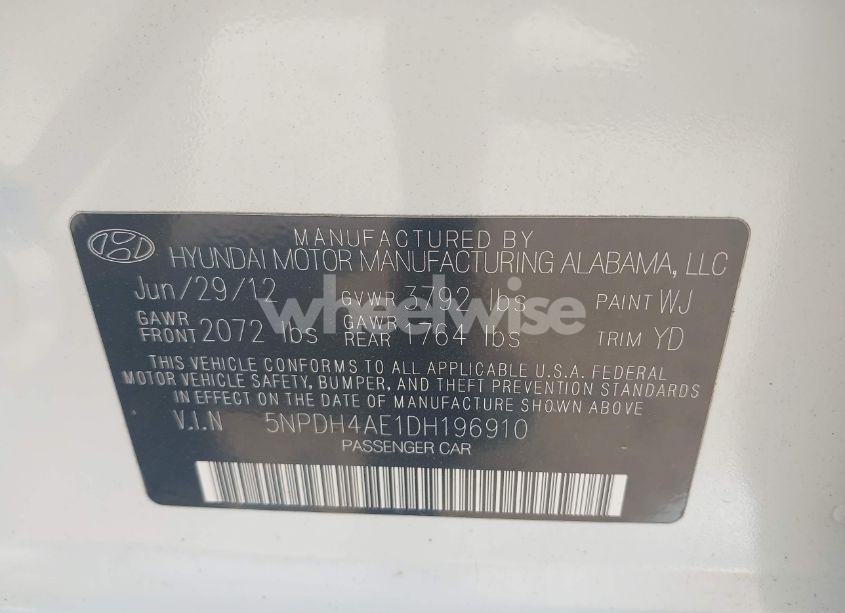 MANUFACTURED BY
HYUNDAI MOTOR MANUFACTURING ALABAMA, LLC
Jun/29/12 GVWR 3792 lbs PAINT WJ
GAWR FRONT 2072 lbs GAWR REAR 1764 lbs TRIM YD
THIS VEHICLE CONFORMS TO ALL APPLICABLE U.S.A. FEDERAL
MOTOR VEHICLE SAFETY, BUMPER, AND THEFT PREVENTION STANDARDS
IN EFFECT ON THE DATE OF MANUFACTURE SHOWN ABOVE
V.I.N 5NPDH4AE1DH196910
PASSENGER CAR
wheelwise